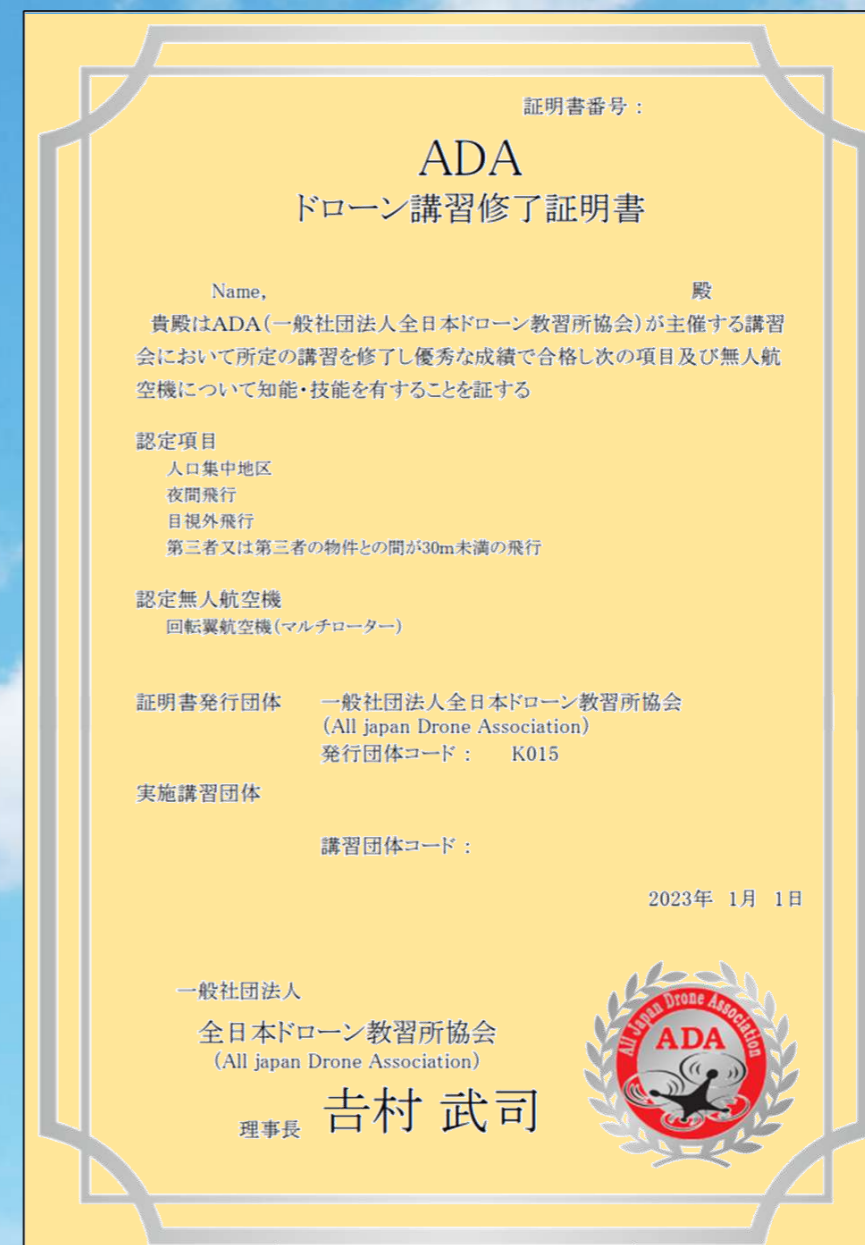 証明書番号：
ADA
ドローン講習修了証明書
Name, 殿
貴殿はADA（一般社団法人全日本ドローン教習所協会）が主催する講習
会において所定の講習を修了し優秀な成績で合格し次の項目及び無人航
空機について知能・技能を有することを証する
認定項目
人口集中地区
夜間飛行
目視外飛行
第三者又は第三者の物件との間が30m未満の飛行
認定無人航空機
回転翼航空機（マルチローター）
証明書発行団体 一般社団法人全日本ドローン教習所協会
（All japan Drone Association）
発行団体コード： K015
実施講習団体
講習団体コード：
2023年 1月 1日
一般社団法人
全日本ドローン教習所協会
（All japan Drone Association）
理事長 𠮷村 武司
All Japan Drone Association
ADA